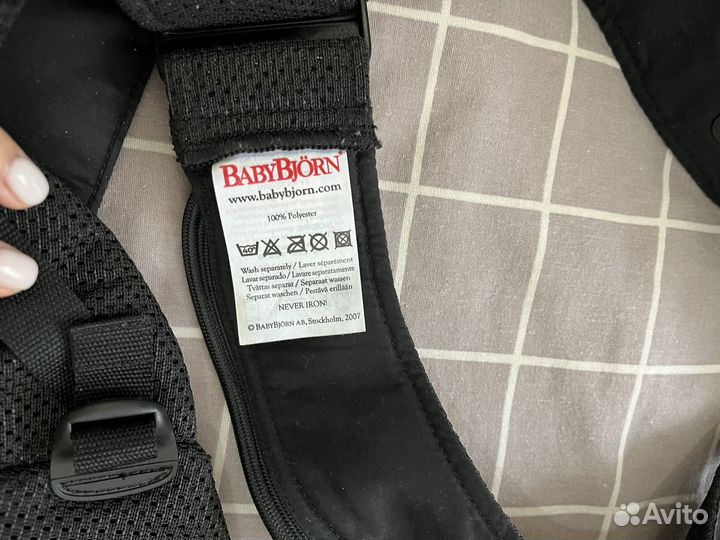 BABYBJÖRN®
www.babybjorn.com
100% Polyester
40°
Wash separately / Laver séparément
Lavar separado / Lavare separatamente
Tvättas separat / Separaat wassen
Separat waschen / Pestävä erillään
NEVER IRON!
© BABYBJÖRN AB, Stockholm, 2007
Avito